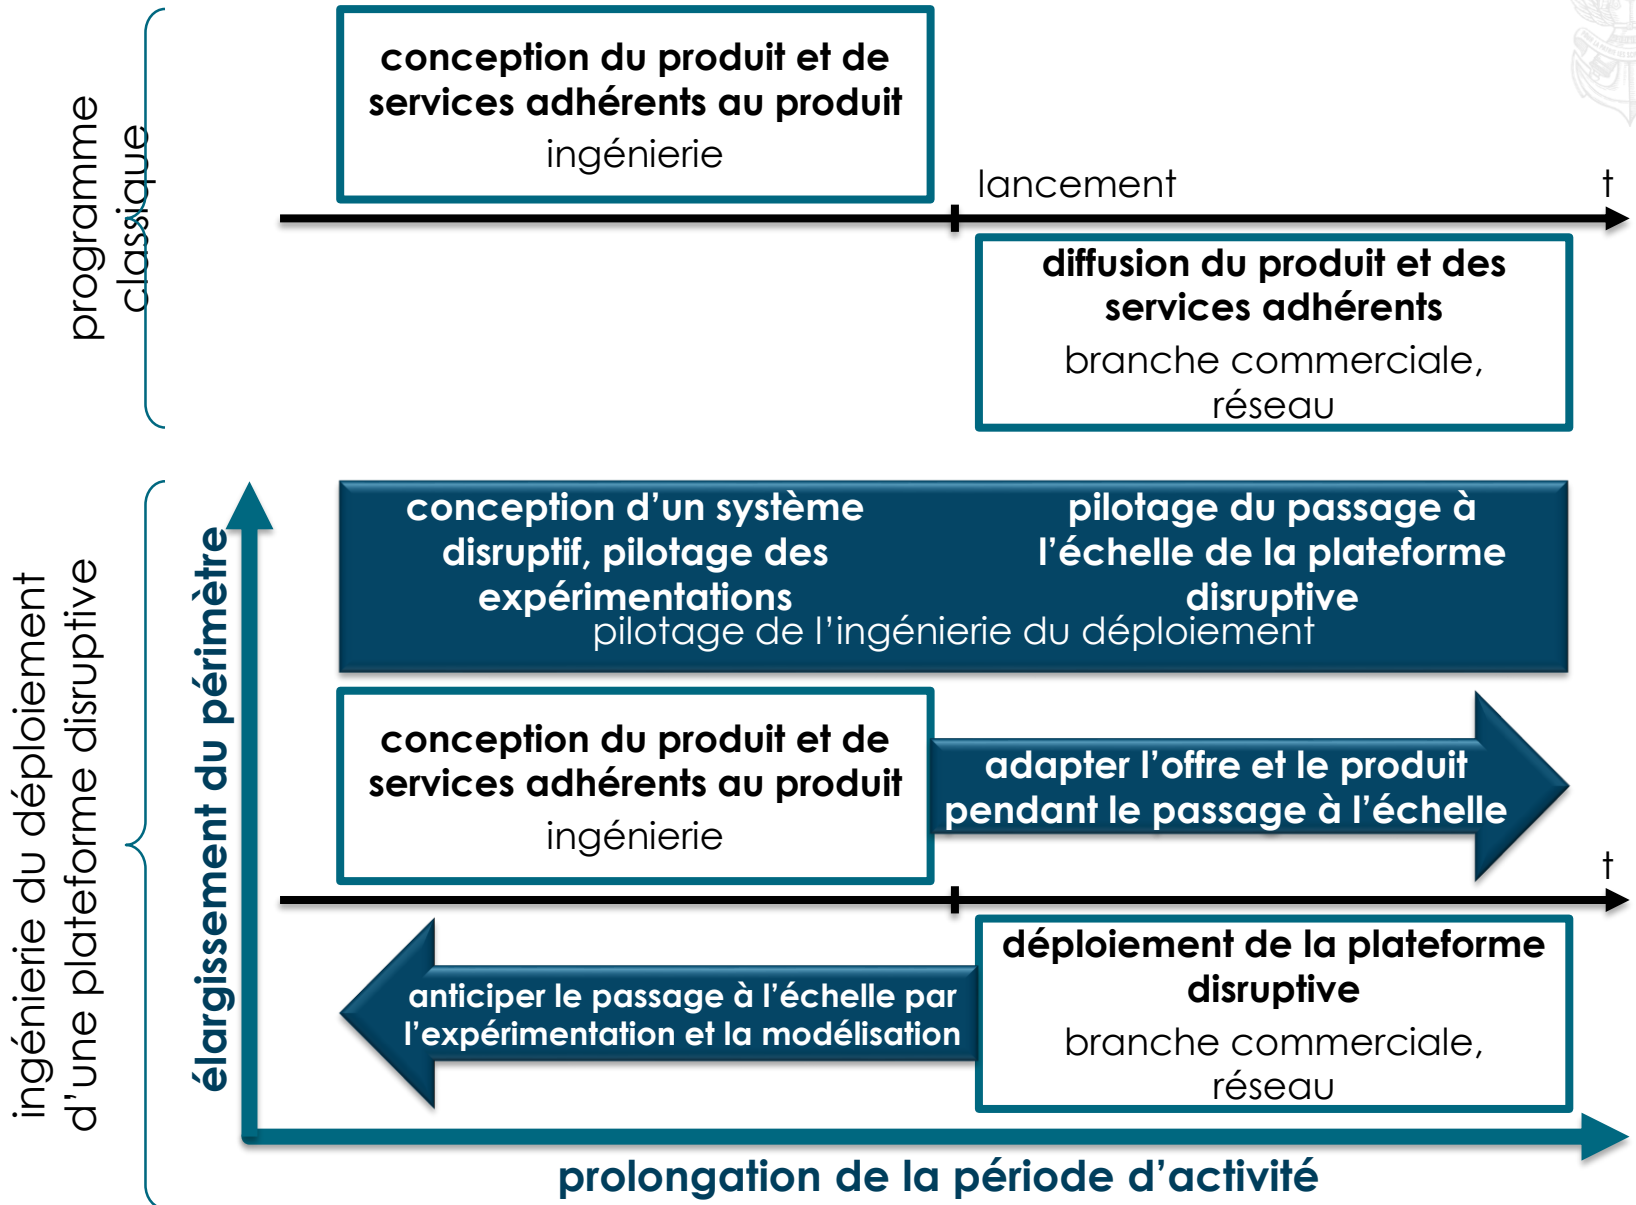 programme
classique
conception du produit et de
services adhérents au produit
ingénierie
lancement
t
diffusion du produit et des
services adhérents
branche commerciale,
réseau
ingénierie du déploiement
d'une plateforme disruptive
élargissement du périmètre
conception d'un système
disruptif, pilotage des
expérimentations
pilotage du passage à
l'échelle de la plateforme
disruptive
pilotage de l'ingénierie du déploiement
conception du produit et de
services adhérents au produit
ingénierie
adapter l'offre et le produit
pendant le passage à l'échelle
t
anticiper le passage à l'échelle par
l'expérimentation et la modélisation
déploiement de la plateforme
disruptive
branche commerciale,
réseau
prolongation de la période d'activité